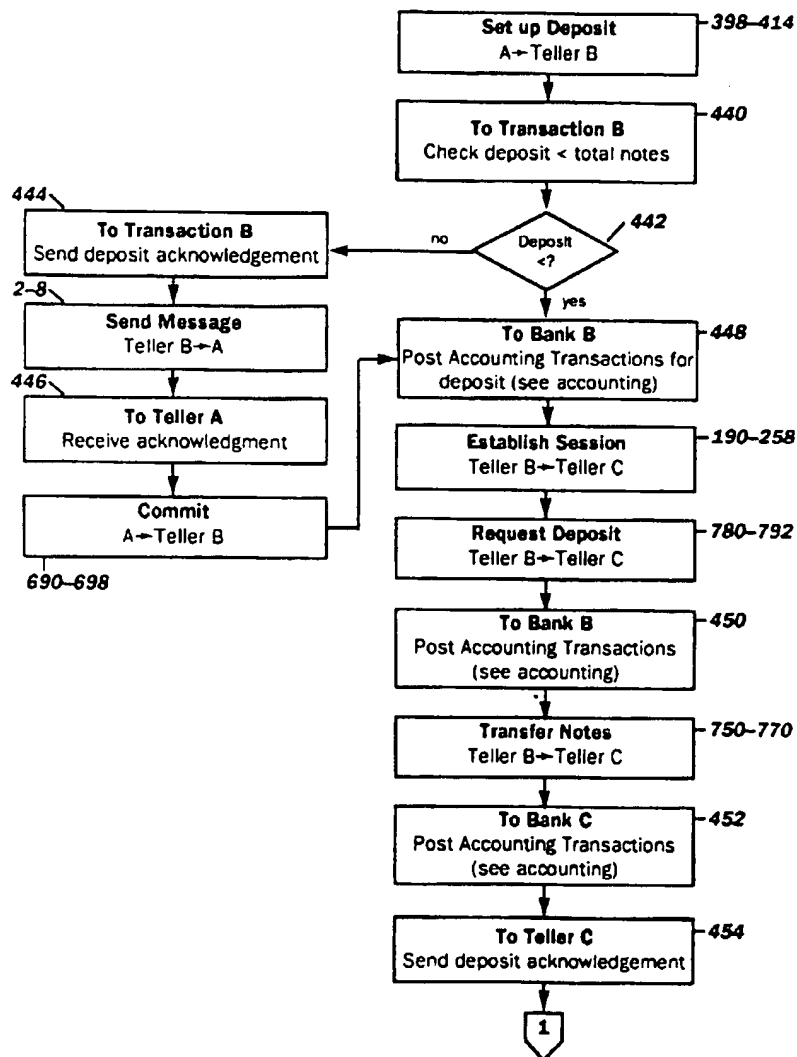 Set up Deposit
A→Teller B
398–414
To Transaction B
Check deposit < total notes
440
Deposit
<?
442
no
yes
444
To Transaction B
Send deposit acknowledgement
2–8
Send Message
Teller B→A
446
To Teller A
Receive acknowledgment
Commit
A→Teller B
690–698
To Bank B
Post Accounting Transactions for
deposit (see accounting)
448
Establish Session
Teller B→Teller C
190–258
Request Deposit
Teller B→Teller C
780–792
To Bank B
Post Accounting Transactions
(see accounting)
450
Transfer Notes
Teller B→Teller C
750–770
To Bank C
Post Accounting Transactions
(see accounting)
452
To Teller C
Send deposit acknowledgement
454
1